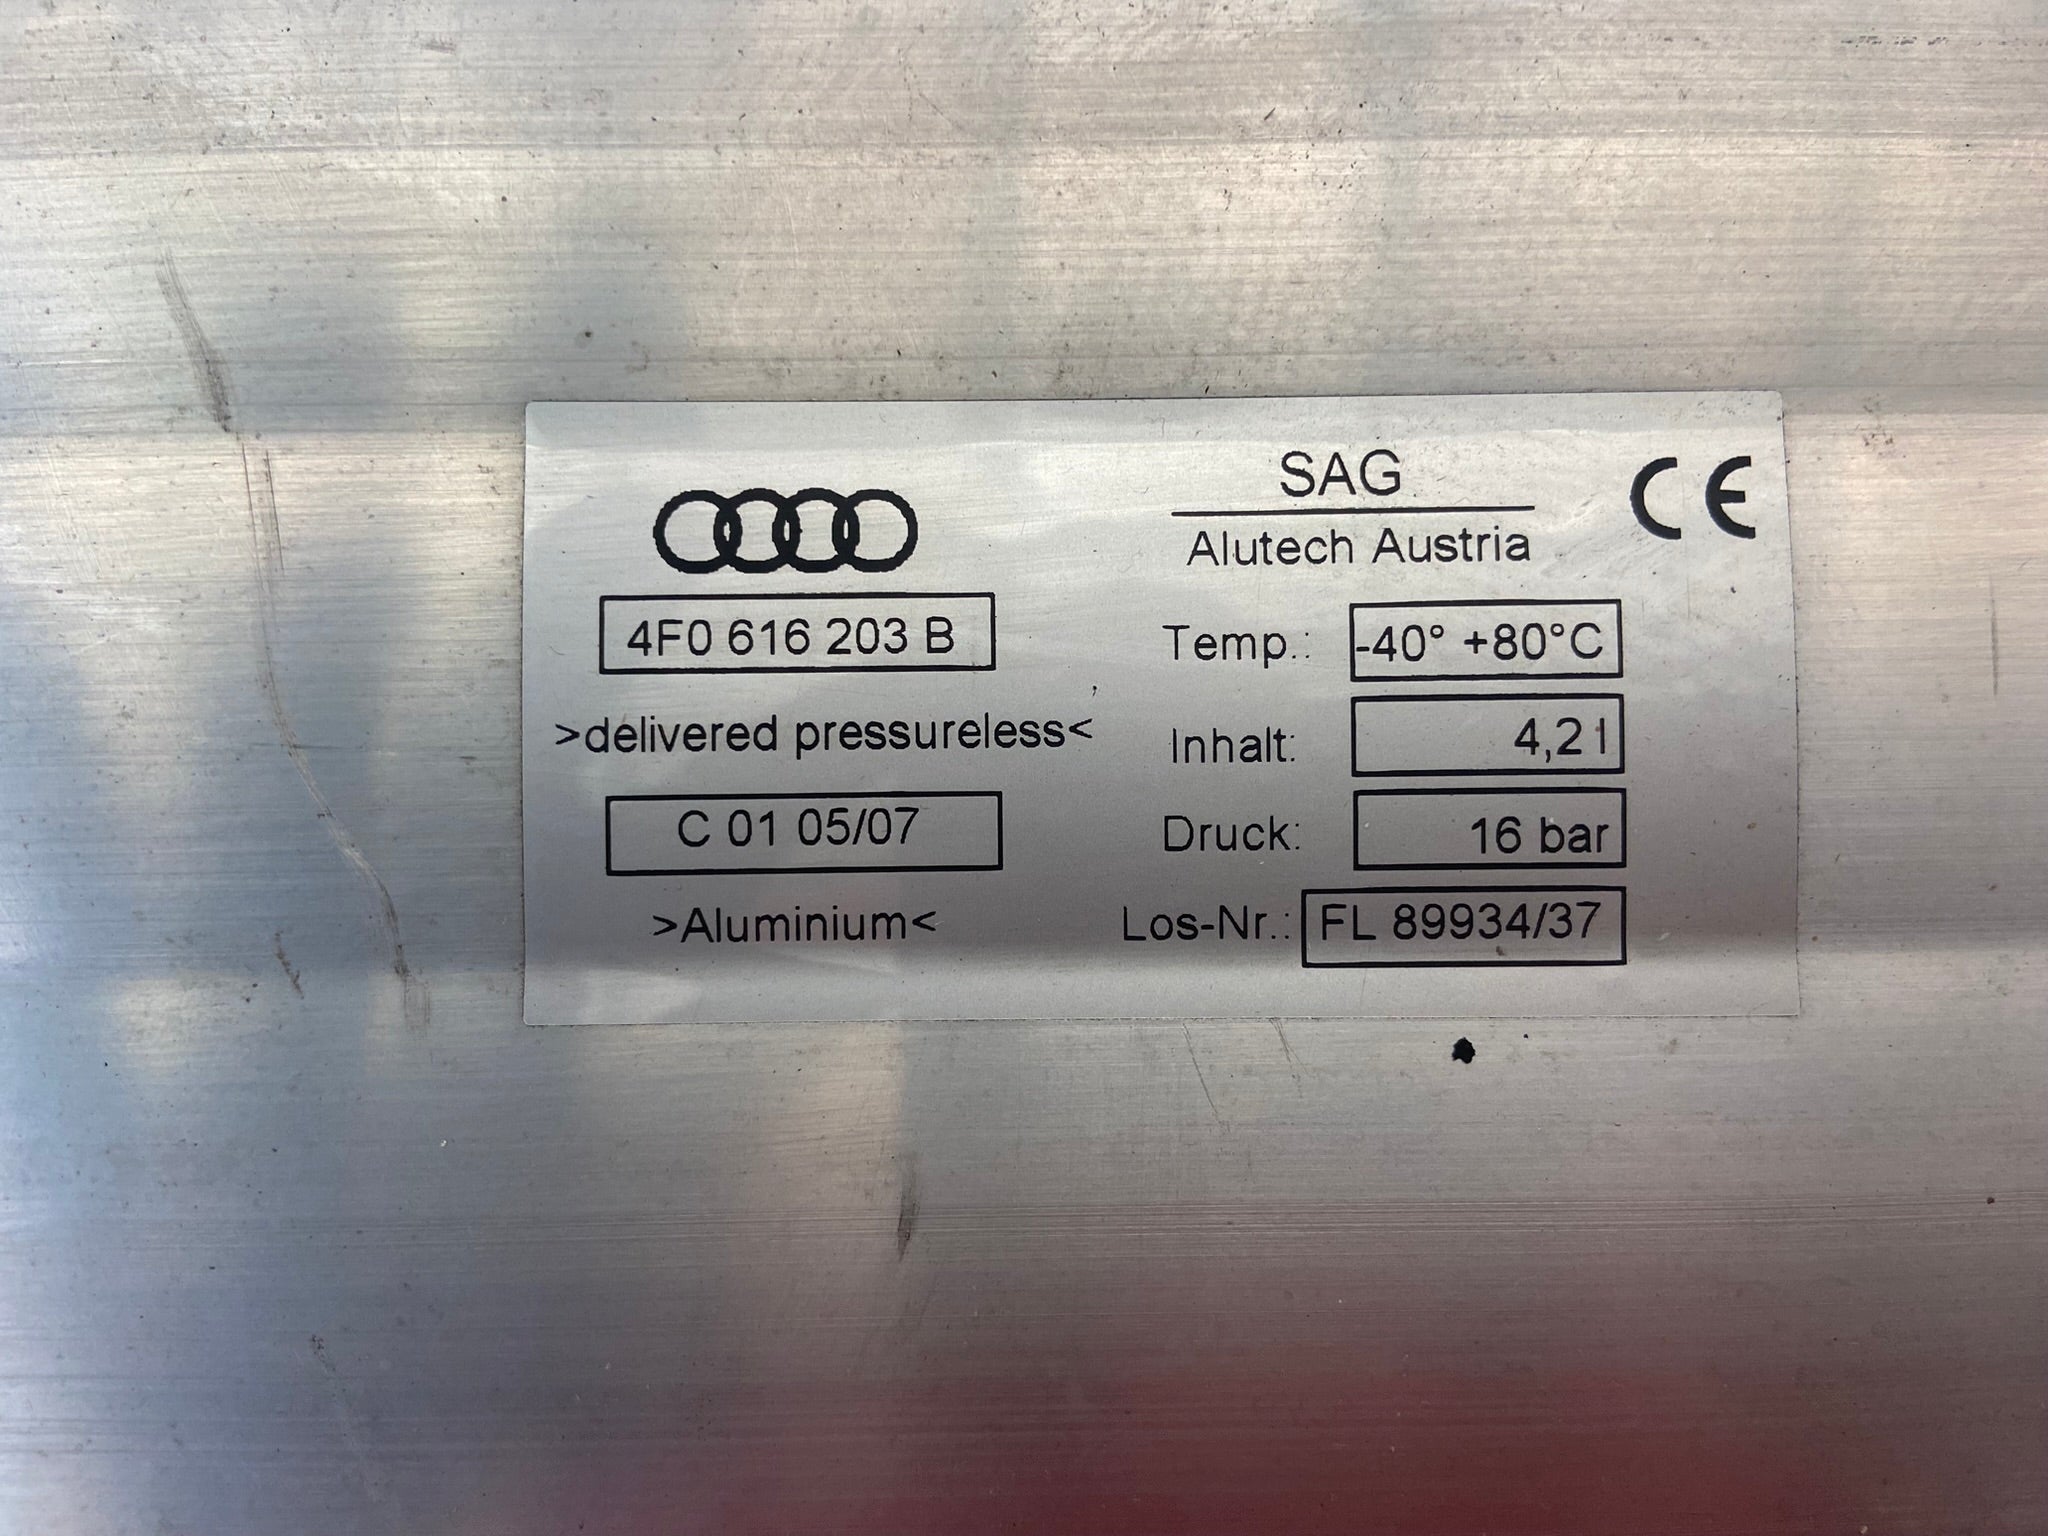 SAG
Alutech Austria
CE
4F0 616 203 B
>delivered pressureless<
C 01 05/07
>Aluminium<
Temp.: -40° +80°C
Inhalt: 4,2 l
Druck: 16 bar
Los-Nr.: FL 89934/37